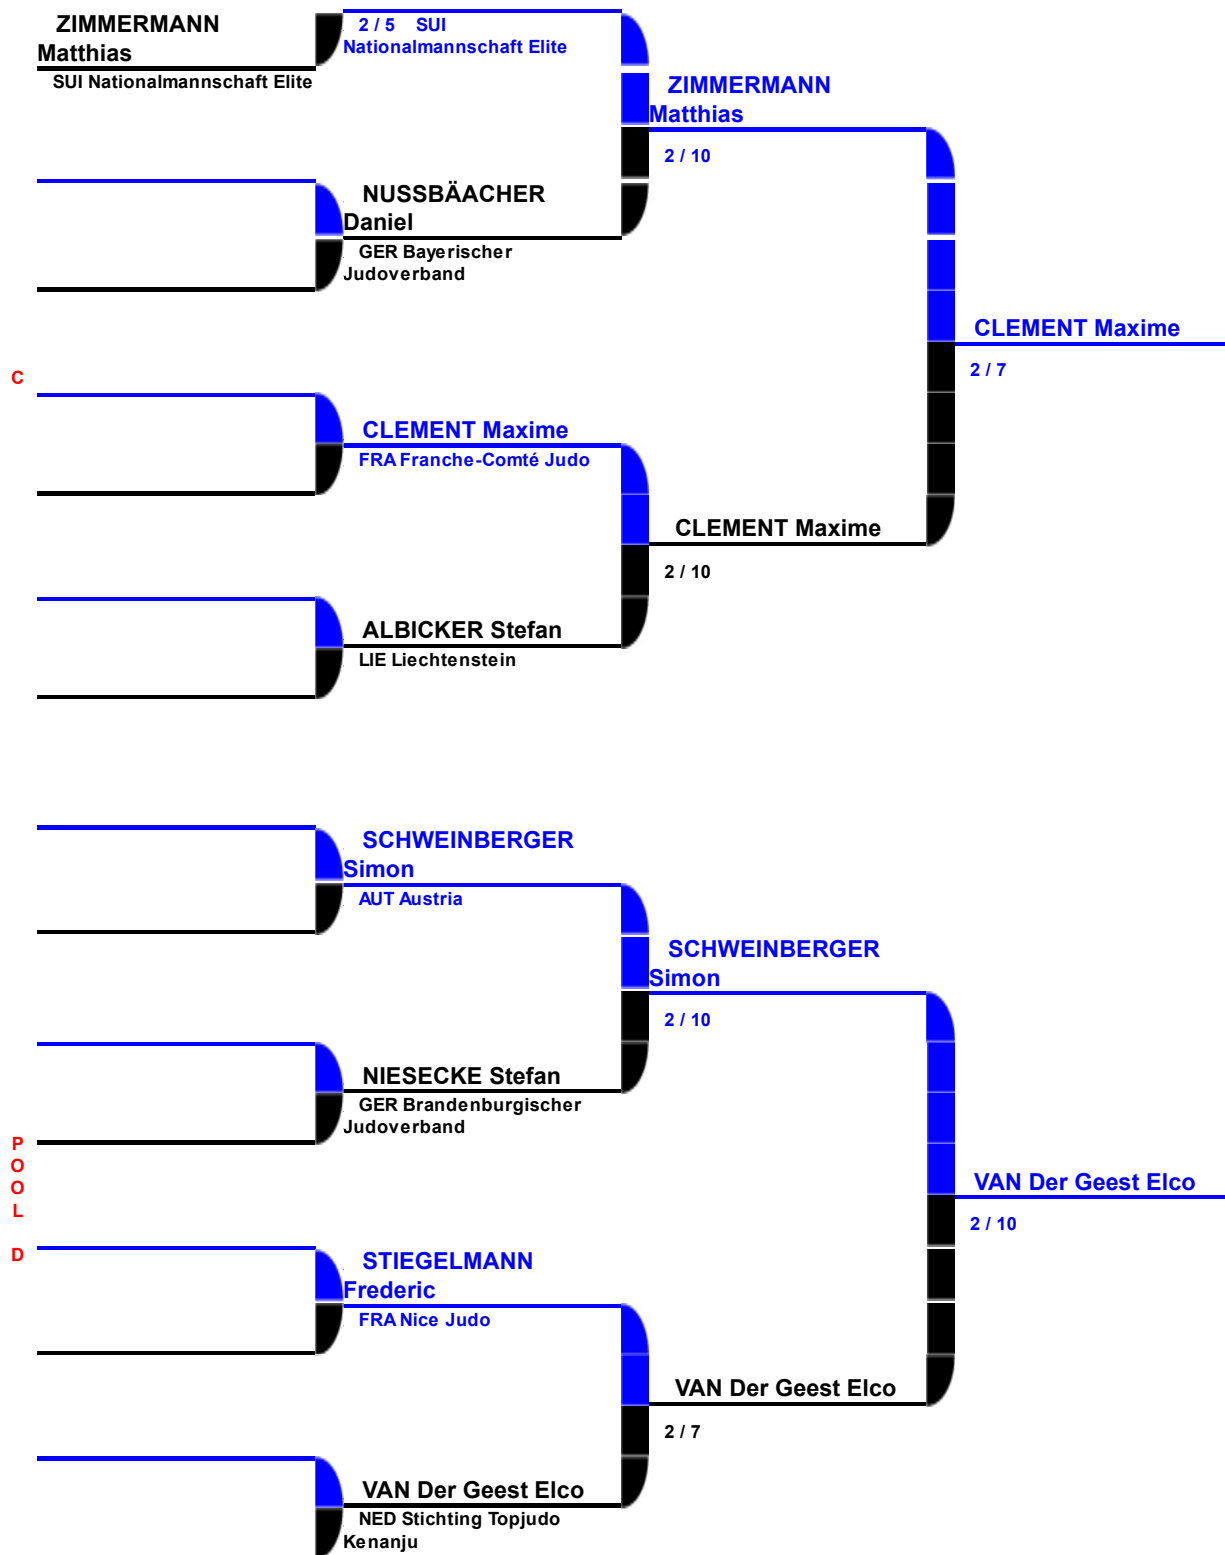 ZIMMERMANN
Matthias
SUI Nationalmannschaft Elite
2 / 5 SUI
Nationalmannschaft Elite
ZIMMERMANN
Matthias
2 / 10
NUSSBÄACHER
Daniel
GER Bayerischer
Judoverband
CLEMENT Maxime
2 / 7
C
CLEMENT Maxime
FRA Franche-Comté Judo
CLEMENT Maxime
2 / 10
ALBICKER Stefan
LIE Liechtenstein
SCHWEINBERGER
Simon
AUT Austria
SCHWEINBERGER
Simon
2 / 10
NIESECKE Stefan
GER Brandenburgischer
Judoverband
P
O
O
L
D
VAN Der Geest Elco
2 / 10
STIEGELMANN
Frederic
FRA Nice Judo
VAN Der Geest Elco
2 / 7
VAN Der Geest Elco
NED Stichting Topjudo
Kenanju